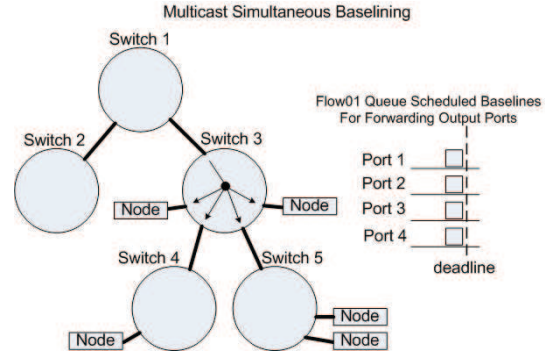 Multicast Simultaneous Baselining
Switch 1
Switch 2
Switch 3
Node
Node
Switch 4
Switch 5
Node
Node
Node
Flow01 Queue Scheduled Baselines
For Forwarding Output Ports
Port 1
Port 2
Port 3
Port 4
deadline